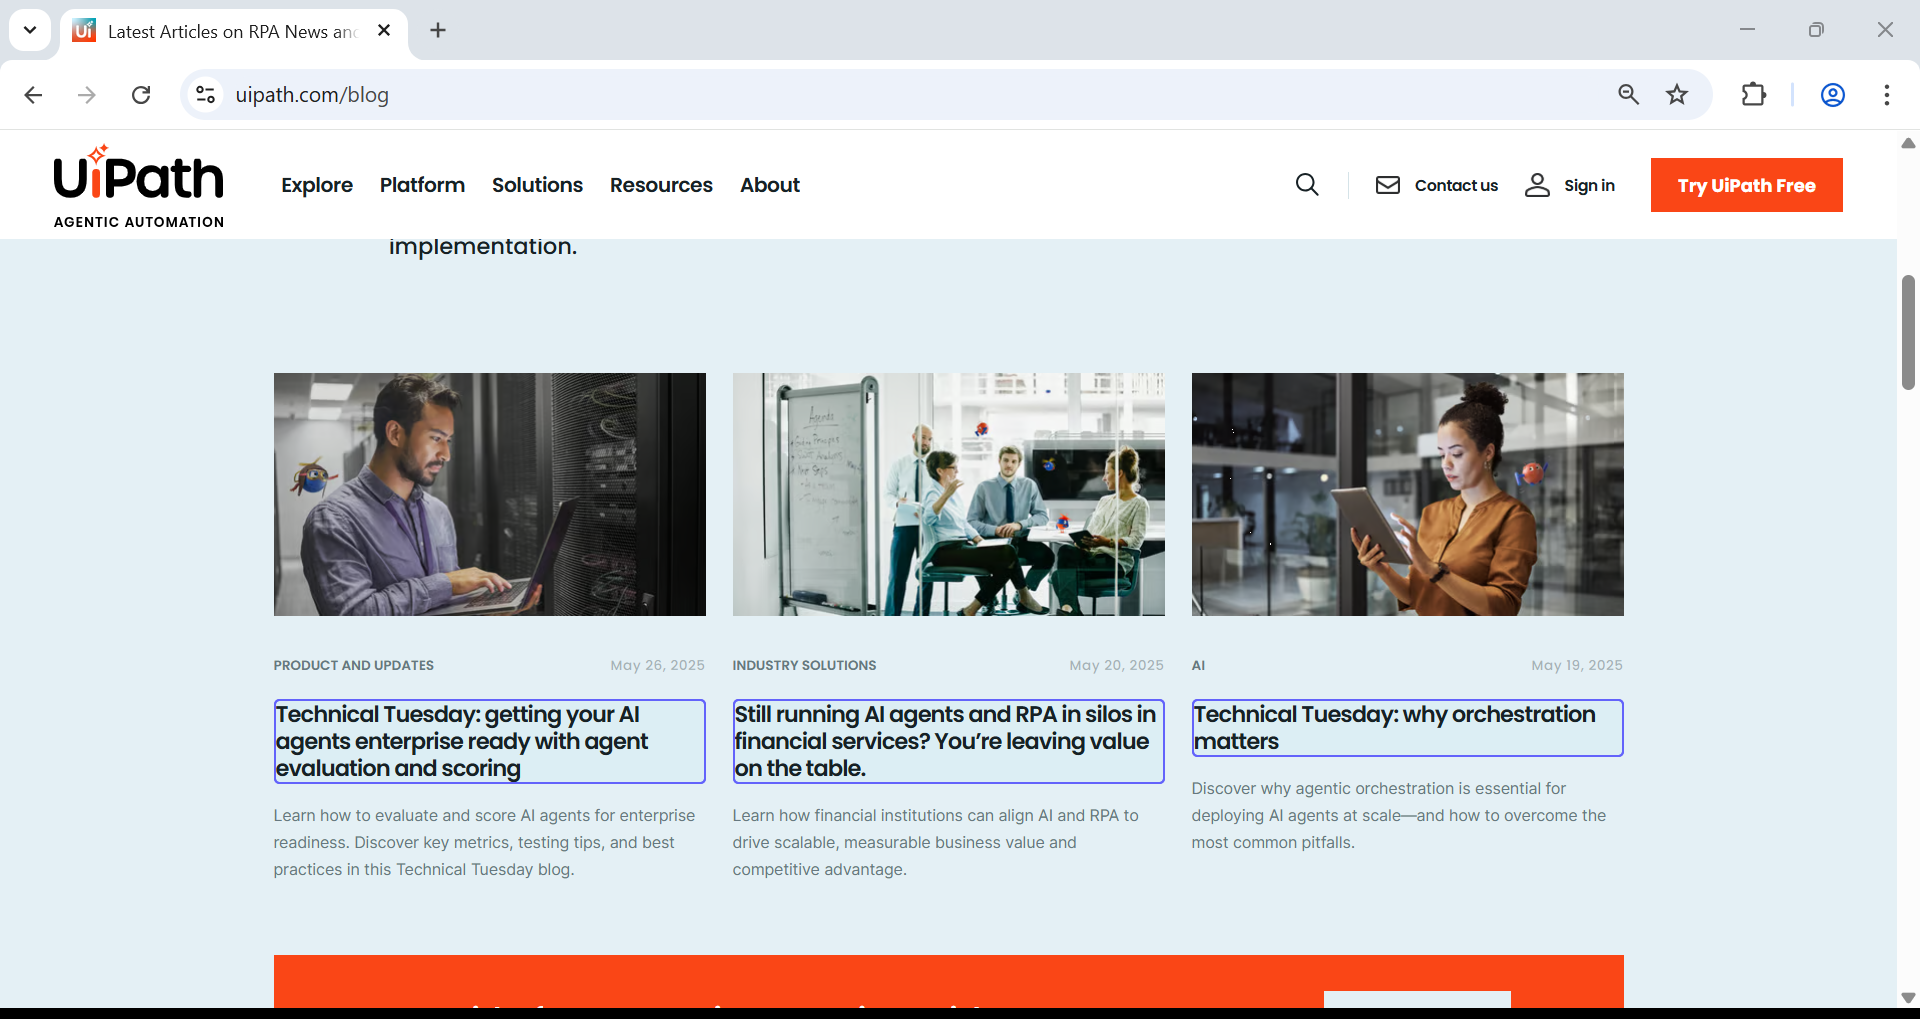 Ui Latest Articles on RPA News and
uipath.com/blog
UiPath
AGENTIC AUTOMATION
Explore Platform Solutions Resources About
Contact us Sign in Try UiPath Free
implementation.
Agenda
PRODUCT AND UPDATES May 26, 2025
Technical Tuesday: getting your AI
agents enterprise ready with agent
evaluation and scoring
Learn how to evaluate and score AI agents for enterprise
readiness. Discover key metrics, testing tips, and best
practices in this Technical Tuesday blog.
INDUSTRY SOLUTIONS May 20, 2025
Still running AI agents and RPA in silos in
financial services? You’re leaving value
on the table.
Learn how financial institutions can align AI and RPA to
drive scalable, measurable business value and
competitive advantage.
AI May 19, 2025
Technical Tuesday: why orchestration
matters
Discover why agentic orchestration is essential for
deploying AI agents at scale—and how to overcome the
most common pitfalls.